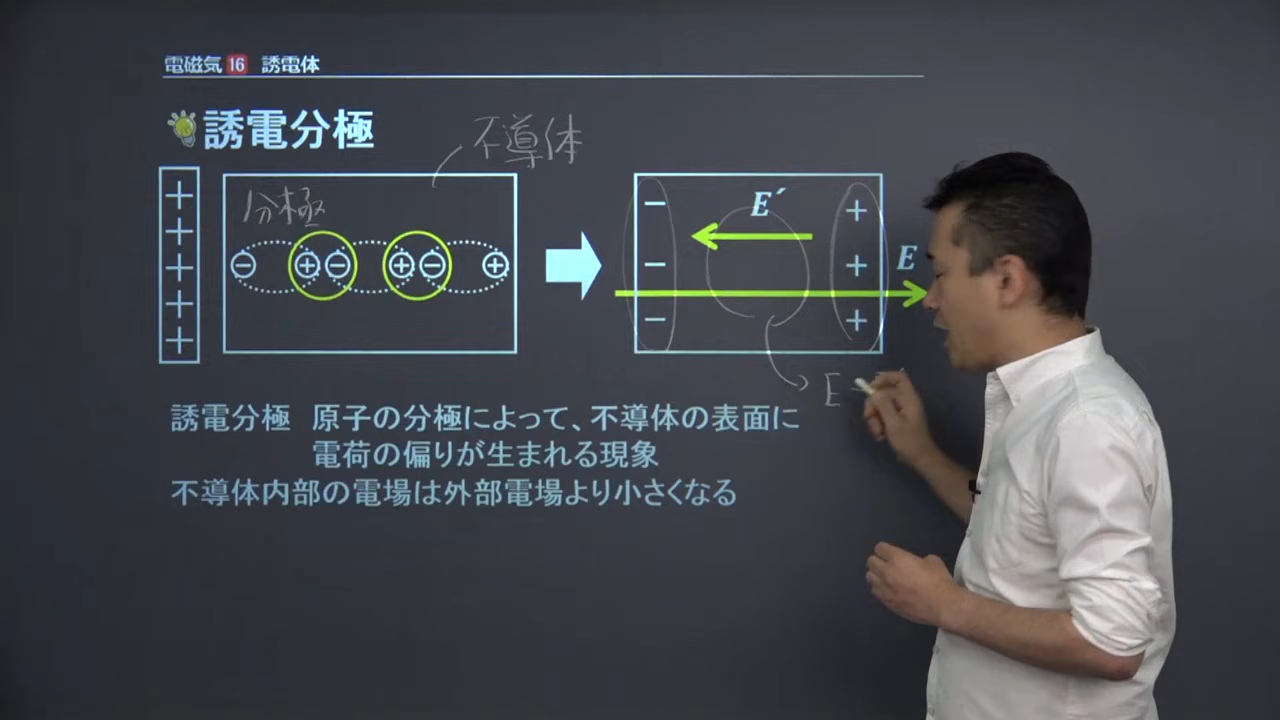 電磁気 16 誘電体
誘電分極
不導体
分極
+
+
+
+
+
− + − + − +
−
−
−
E´
+
+
+
E
E −
誘電分極 原子の分極によって、不導体の表面に
電荷の偏りが生まれる現象
不導体内部の電場は外部電場より小さくなる